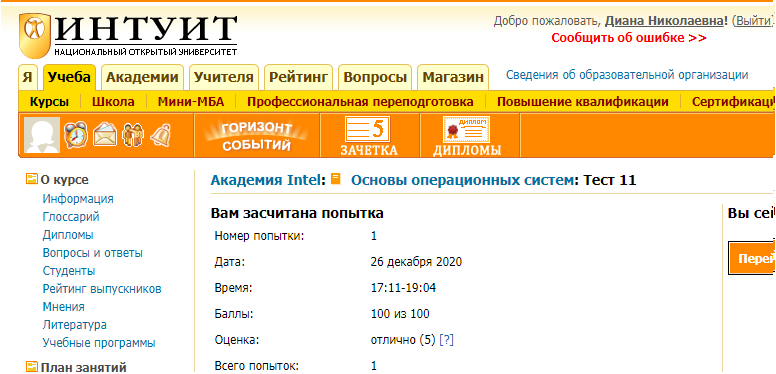 ИНТУИТ
НАЦИОНАЛЬНЫЙ ОТКРЫТЫЙ УНИВЕРСИТЕТ
Добро пожаловать, Диана Николаевна! (Выйти)
Сообщить об ошибке >>
Я Учеба Академии Учителя Рейтинг Вопросы Магазин Сведения об образовательной организации
Курсы Школа Мини-МБА Профессиональная переподготовка Повышение квалификации Сертификац
ГОРИЗОНТ
СОБЫТИЙ
5
ЗАЧЕТКА
ДИПЛОМ
ДИПЛОМЫ
О курсе
Информация
Глоссарий
Дипломы
Вопросы и ответы
Студенты
Рейтинг выпускников
Мнения
Литература
Учебные программы
План занятий
Академия Intel: Основы операционных систем: Тест 11
Вам засчитана попытка
Номер попытки: 1
Дата: 26 декабря 2020
Время: 17:11-19:04
Баллы: 100 из 100
Оценка: отлично (5) [?]
Всего попыток: 1
Вы сей
Перей